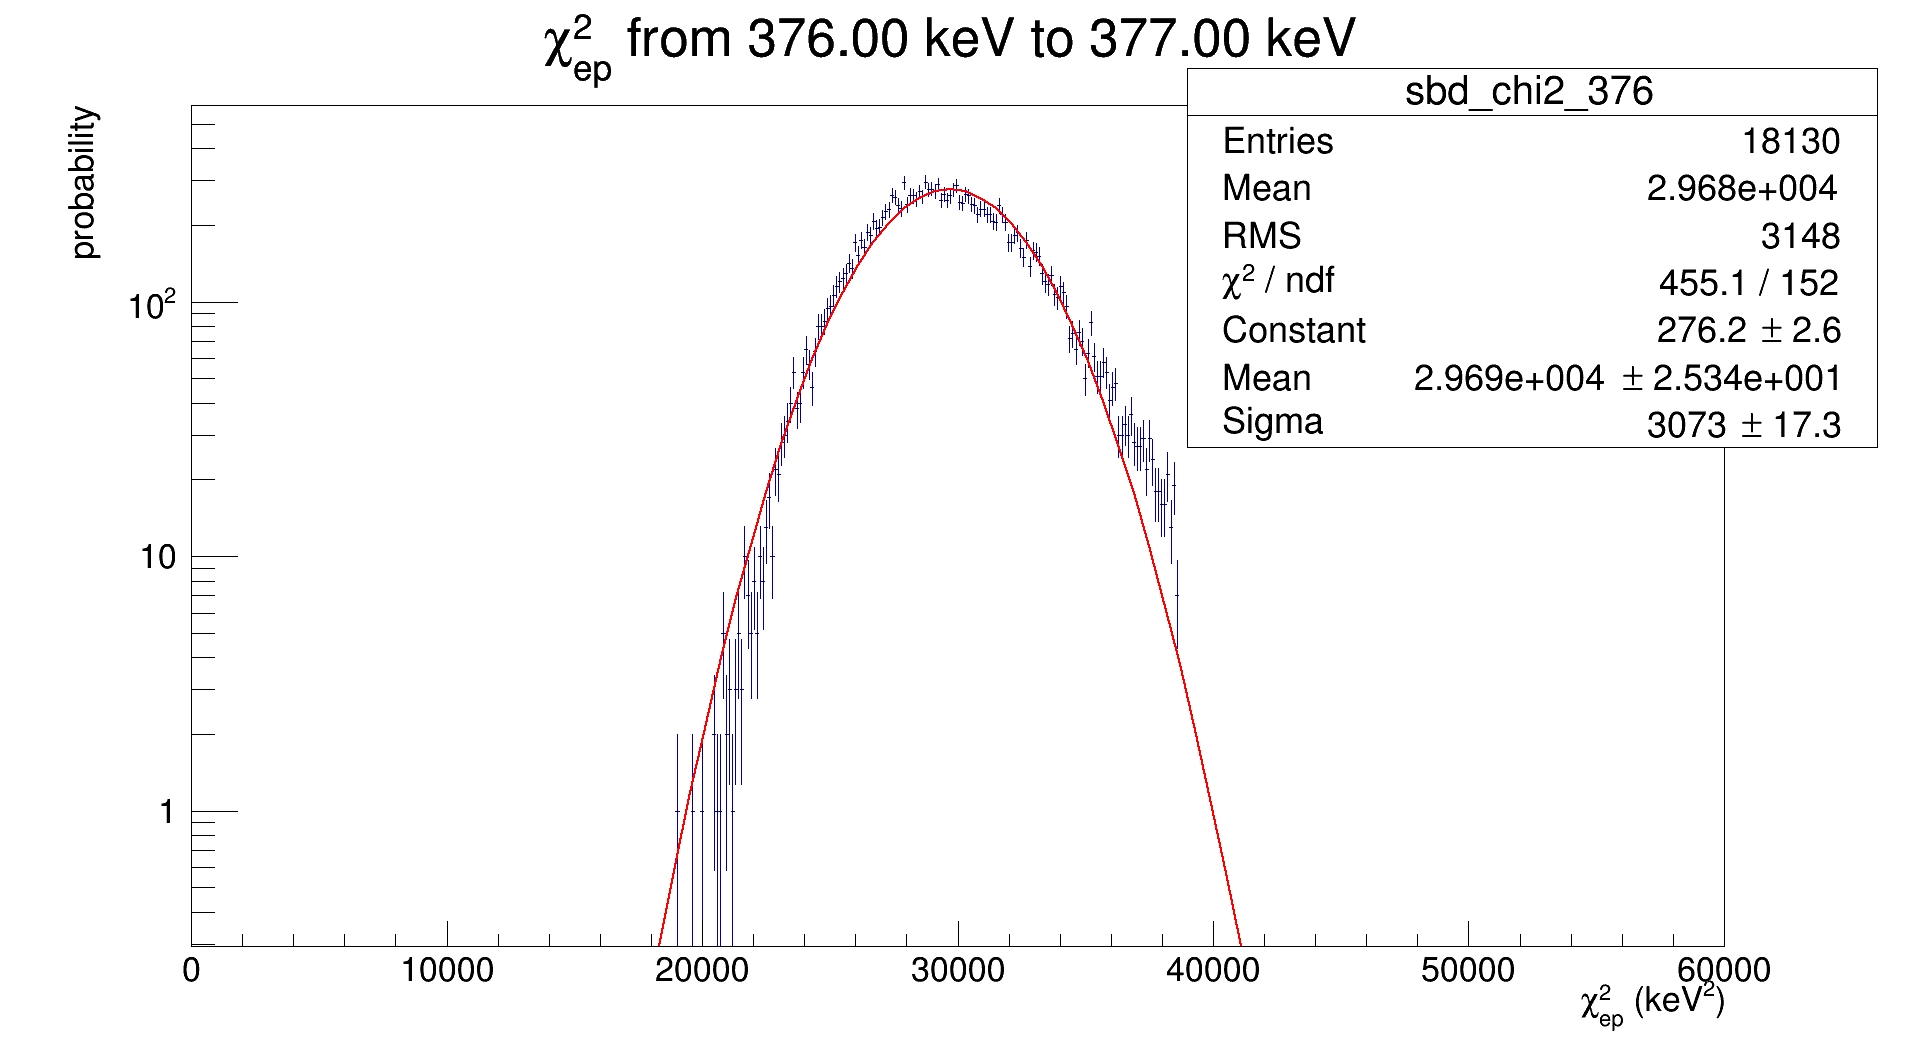 χ²ep from 376.00 keV to 377.00 keV
sbd_chi2_376
Entries 18130
Mean 2.968e+004
RMS 3148
χ² / ndf 455.1 / 152
Constant 276.2 ± 2.6
Mean 2.969e+004 ± 2.534e+001
Sigma 3073 ± 17.3
probability
10²
10
1
0 10000 20000 30000 40000 50000 60000
χ²ep (keV²)